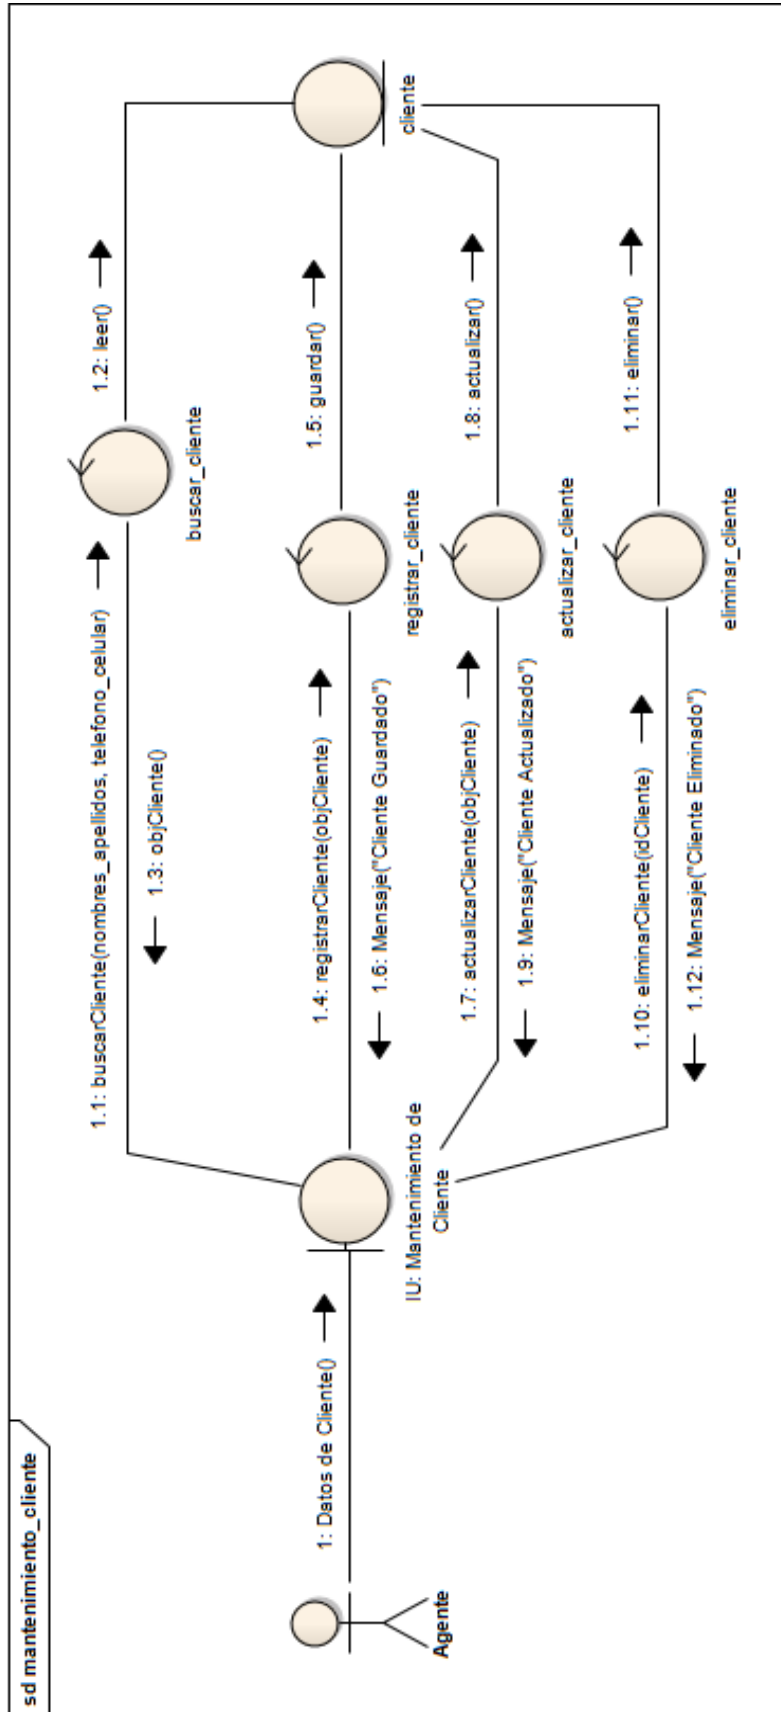 sd mantenimiento_cliente
Agente
1: Datos de Cliente()
IU: Mantenimiento de
Cliente
1.1: buscarCliente(nombres_apellidos, telefono_celular)
1.3: objCliente()
buscar_cliente
1.2: leer()
1.4: registrarCliente(objCliente)
1.6: Mensaje("Cliente Guardado")
registrar_cliente
1.5: guardar()
1.7: actualizarCliente(objCliente)
1.9: Mensaje("Cliente Actualizado")
actualizar_cliente
1.8: actualizar()
1.10: eliminarCliente(idCliente)
1.12: Mensaje("Cliente Eliminado")
eliminar_cliente
1.11: eliminar()
cliente